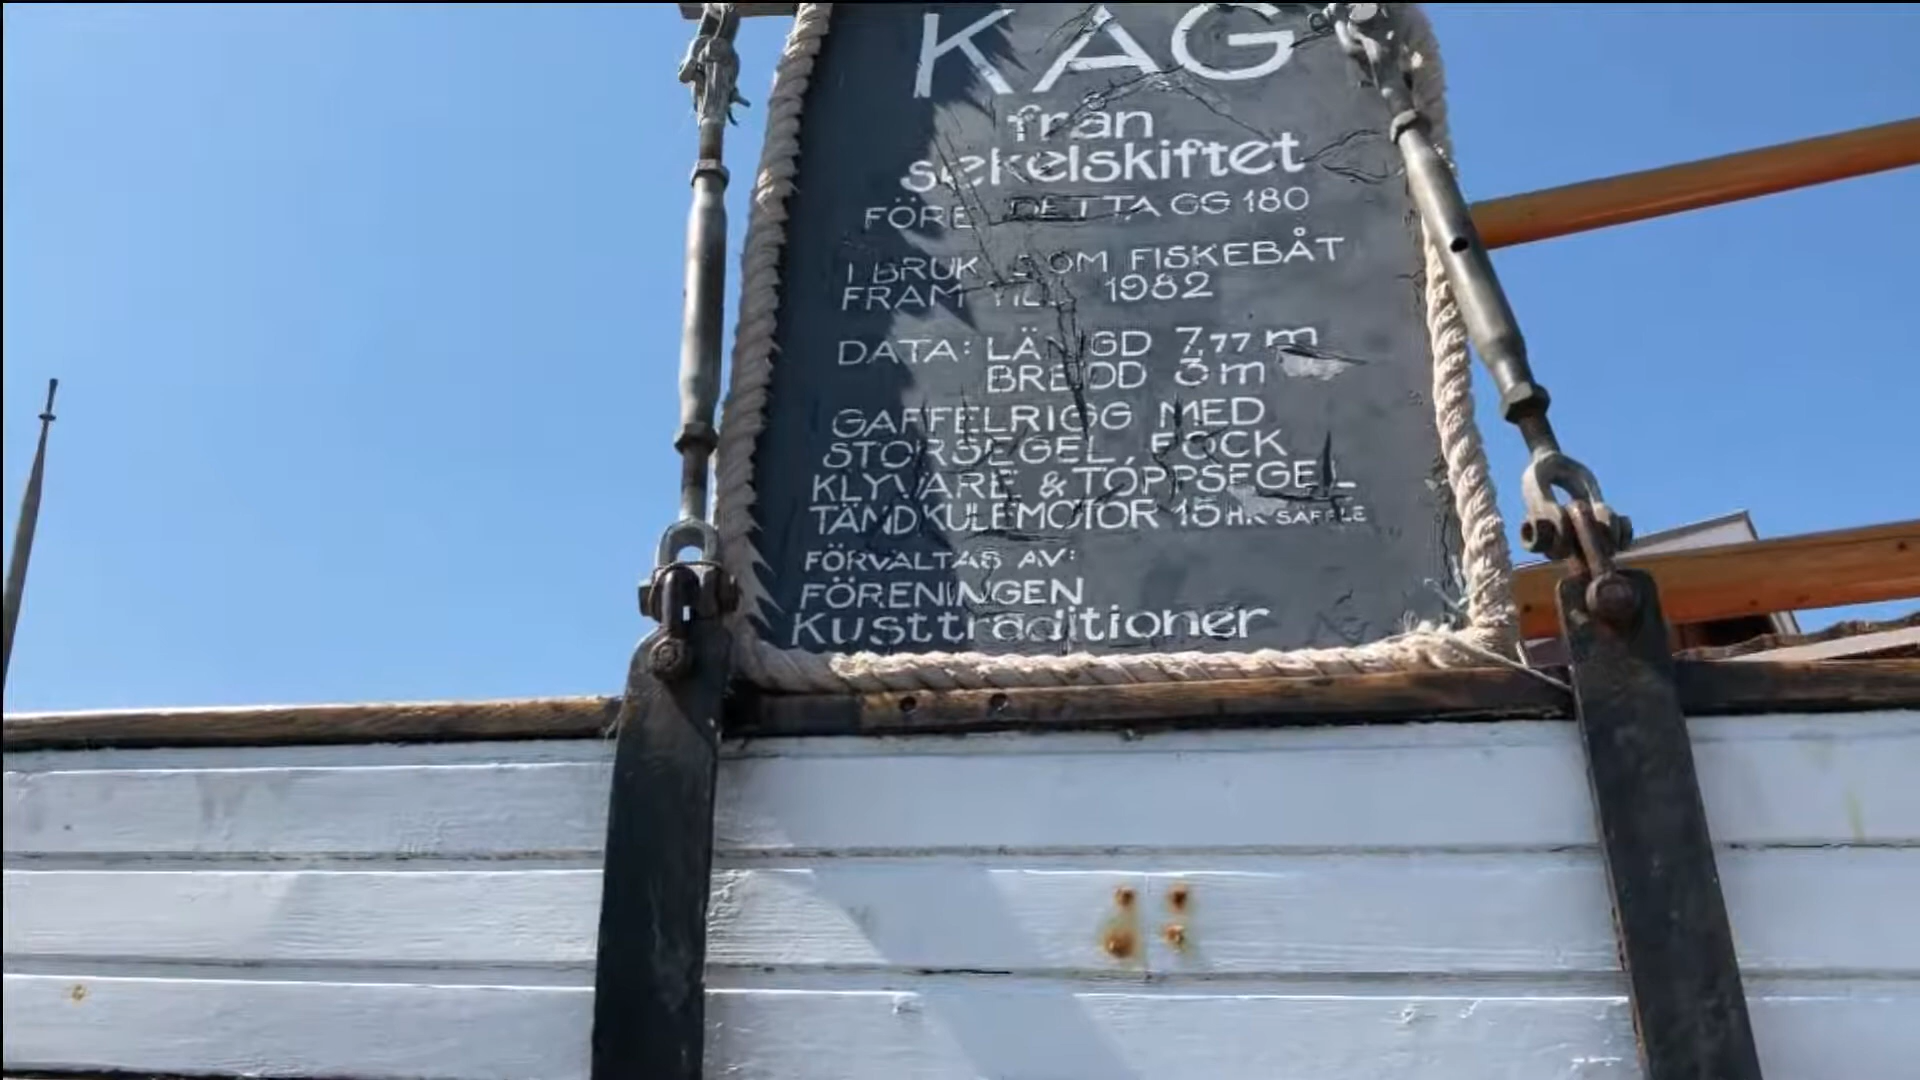 KAG
från
sekelskiftet
FÖRE DETTA GG 180
I BRUK SOM FISKEBÅT
FRAM TILL 1982
DATA: LÄNGD 7,77 m
BREDD 3 m
GAFFELRIGG MED
STORSEGEL, FOCK
KLYVARE & TOPPSEGEL
TÄNDKULEMOTOR 15 HK SÄFFLE
FÖRVALTAS AV:
FÖRENINGEN
Kusttraditioner